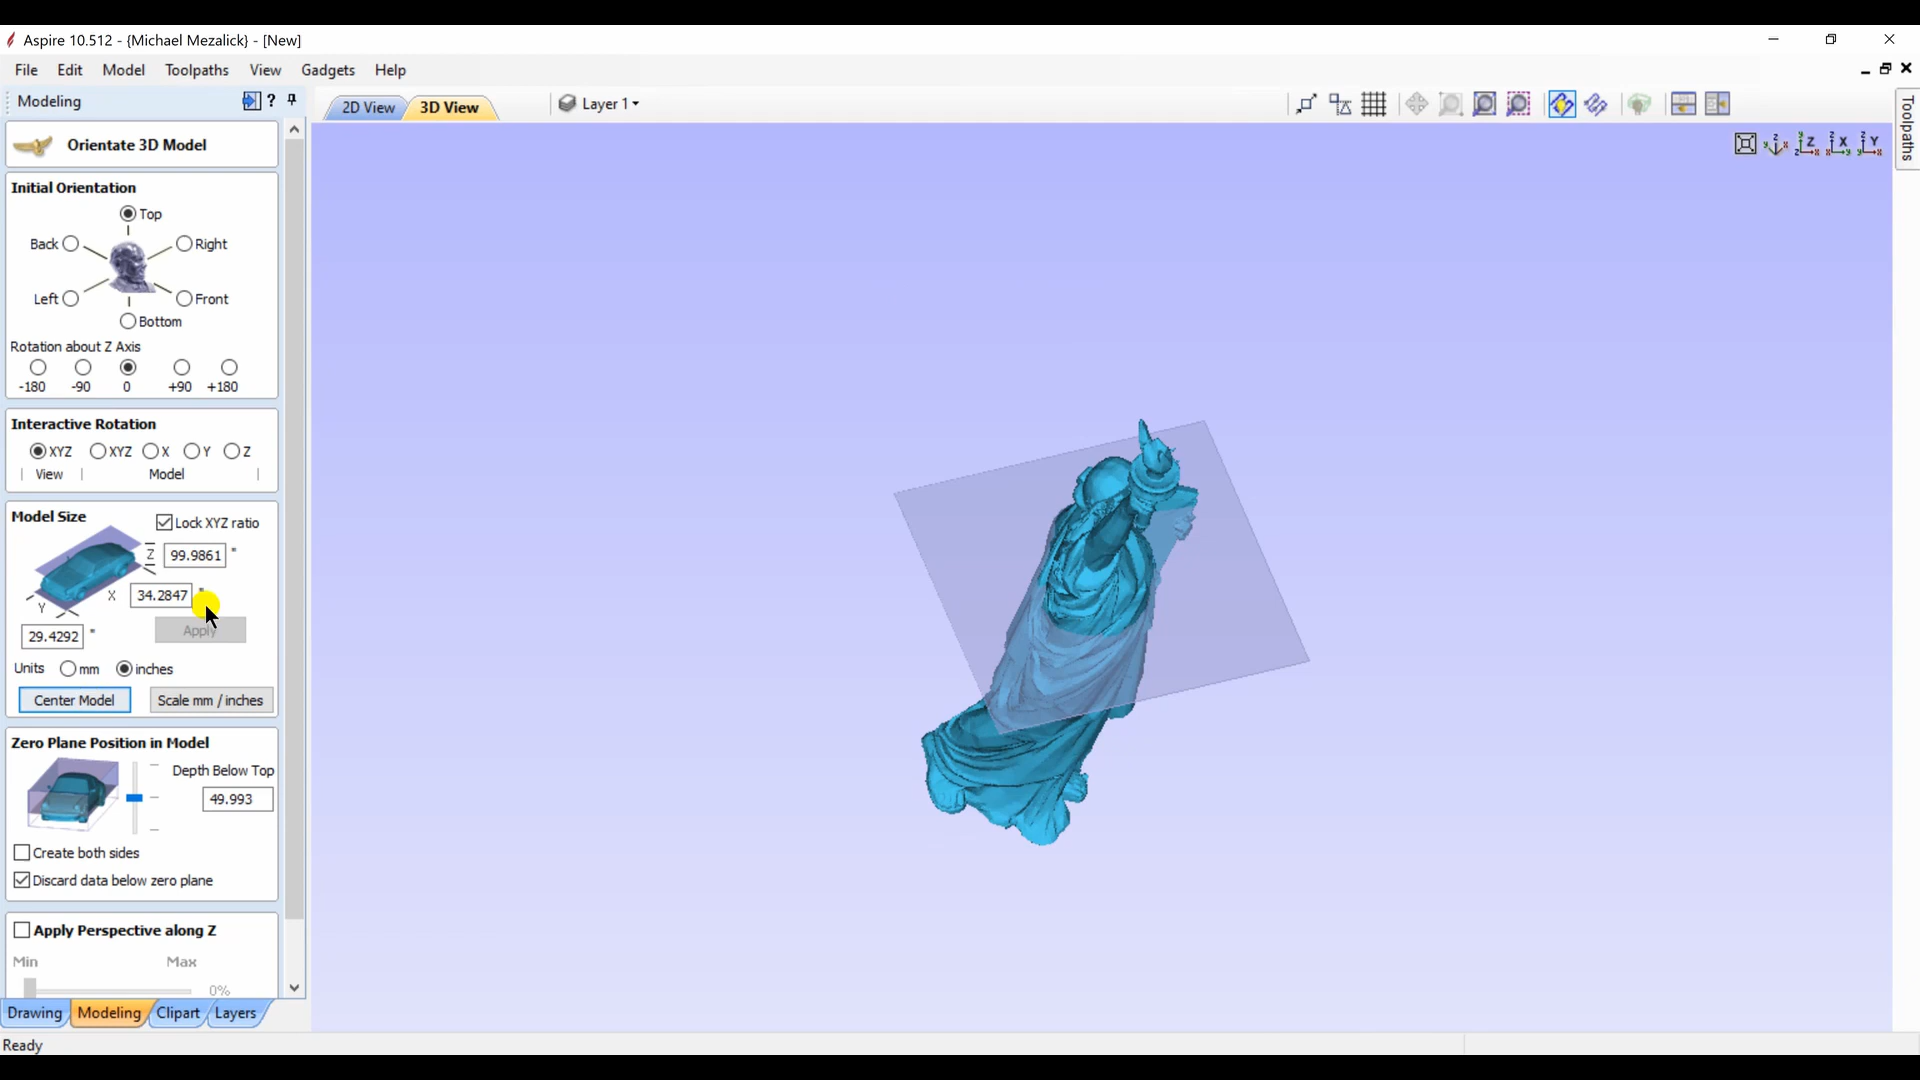 Aspire 10.512 - {Michael Mezalick} - [New]
File Edit Model Toolpaths View Gadgets Help
Modeling ?
2D View 3D View Layer 1
Toolpaths
Orientate 3D Model
Initial Orientation
Top
Back Right
Left Front
Bottom
Rotation about Z Axis
-180 -90 0 +90 +180
Interactive Rotation
XYZ XYZ X Y Z
View Model
Model Size Lock XYZ ratio
Z 99.9861 "
X 34.2847 "
Y
29.4292 " Apply
Units mm inches
Center Model Scale mm / inches
Zero Plane Position in Model
Depth Below Top
49.993
Create both sides
Discard data below zero plane
Apply Perspective along Z
Min Max
0%
Drawing Modeling Clipart Layers
Ready